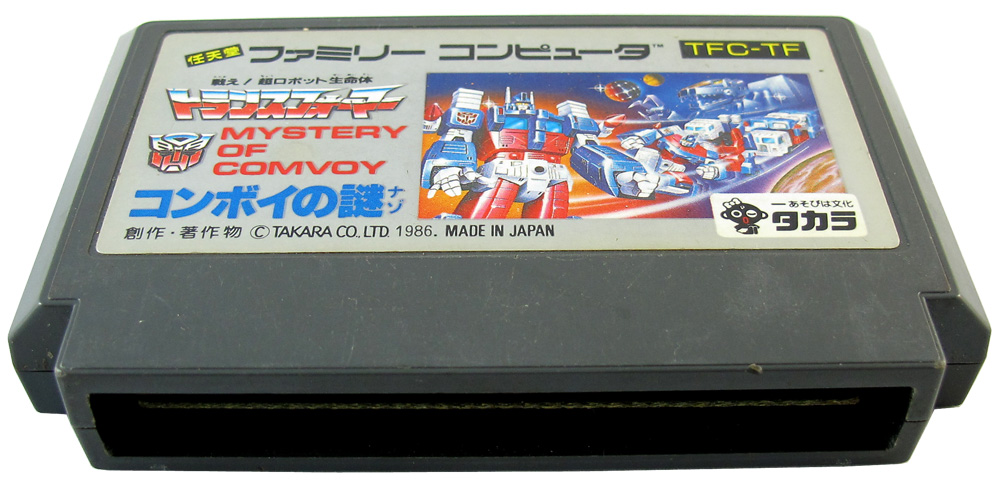 任天堂 ファミリー コンピュータ™ TFC-TF
戦え!超ロボット生命体
トランスフォーマー
MYSTERY
OF
COMVOY
コンボイの謎
ナゾ
創作・著作物 ©TAKARA CO., LTD. 1986. MADE IN JAPAN
―あそびは文化
タカラ